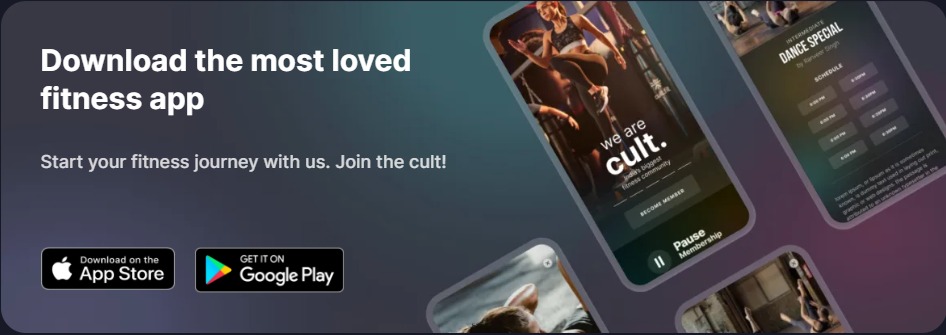 Download the most loved
fitness app
Start your fitness journey with us. Join the cult!
Download on the
App Store
GET IT ON
Google Play
we are
cult.
India's biggest
fitness community
BECOME MEMBER
Pause
Membership
INTERMEDIATE
DANCE SPECIAL
by Ranveer Singh
SCHEDULE